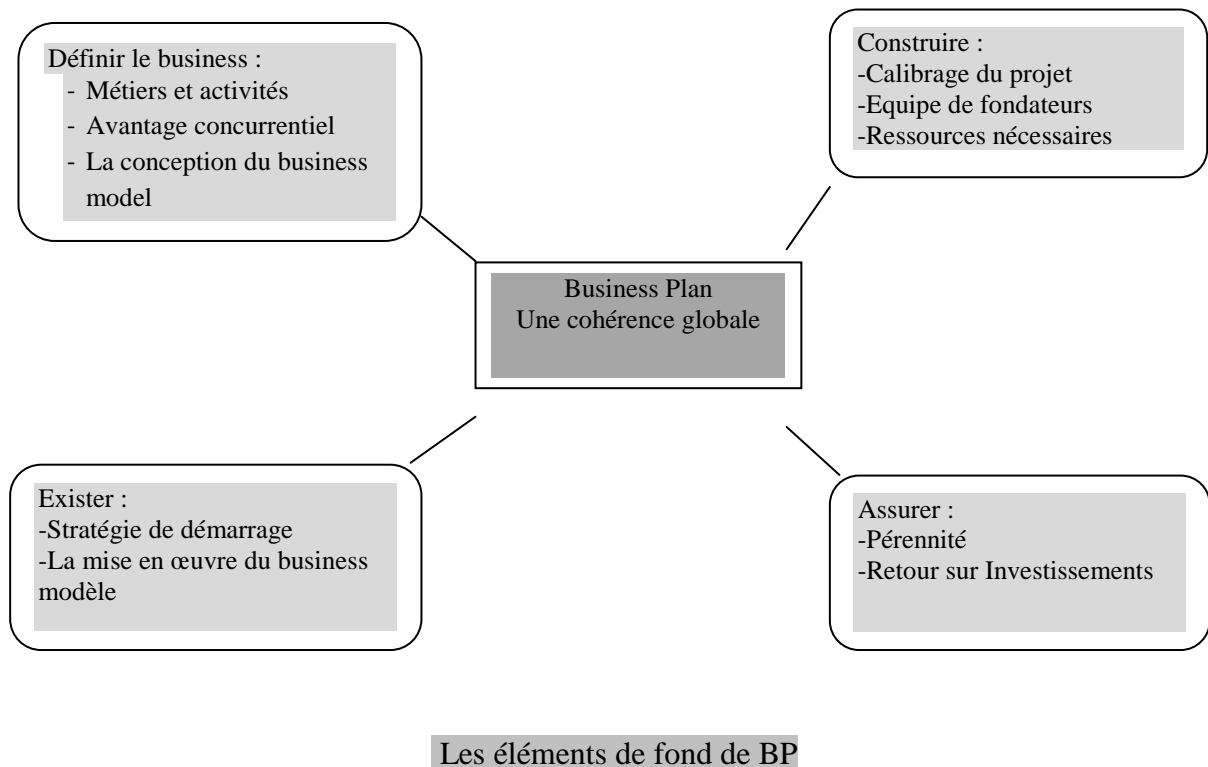 Définir le business :
- Métiers et activités
- Avantage concurrentiel
- La conception du business
model
Construire :
-Calibrage du projet
-Equipe de fondateurs
-Ressources nécessaires
Business Plan
Une cohérence globale
Exister :
-Stratégie de démarrage
-La mise en œuvre du business
modèle
Assurer :
-Pérennité
-Retour sur Investissements
Les éléments de fond de BP